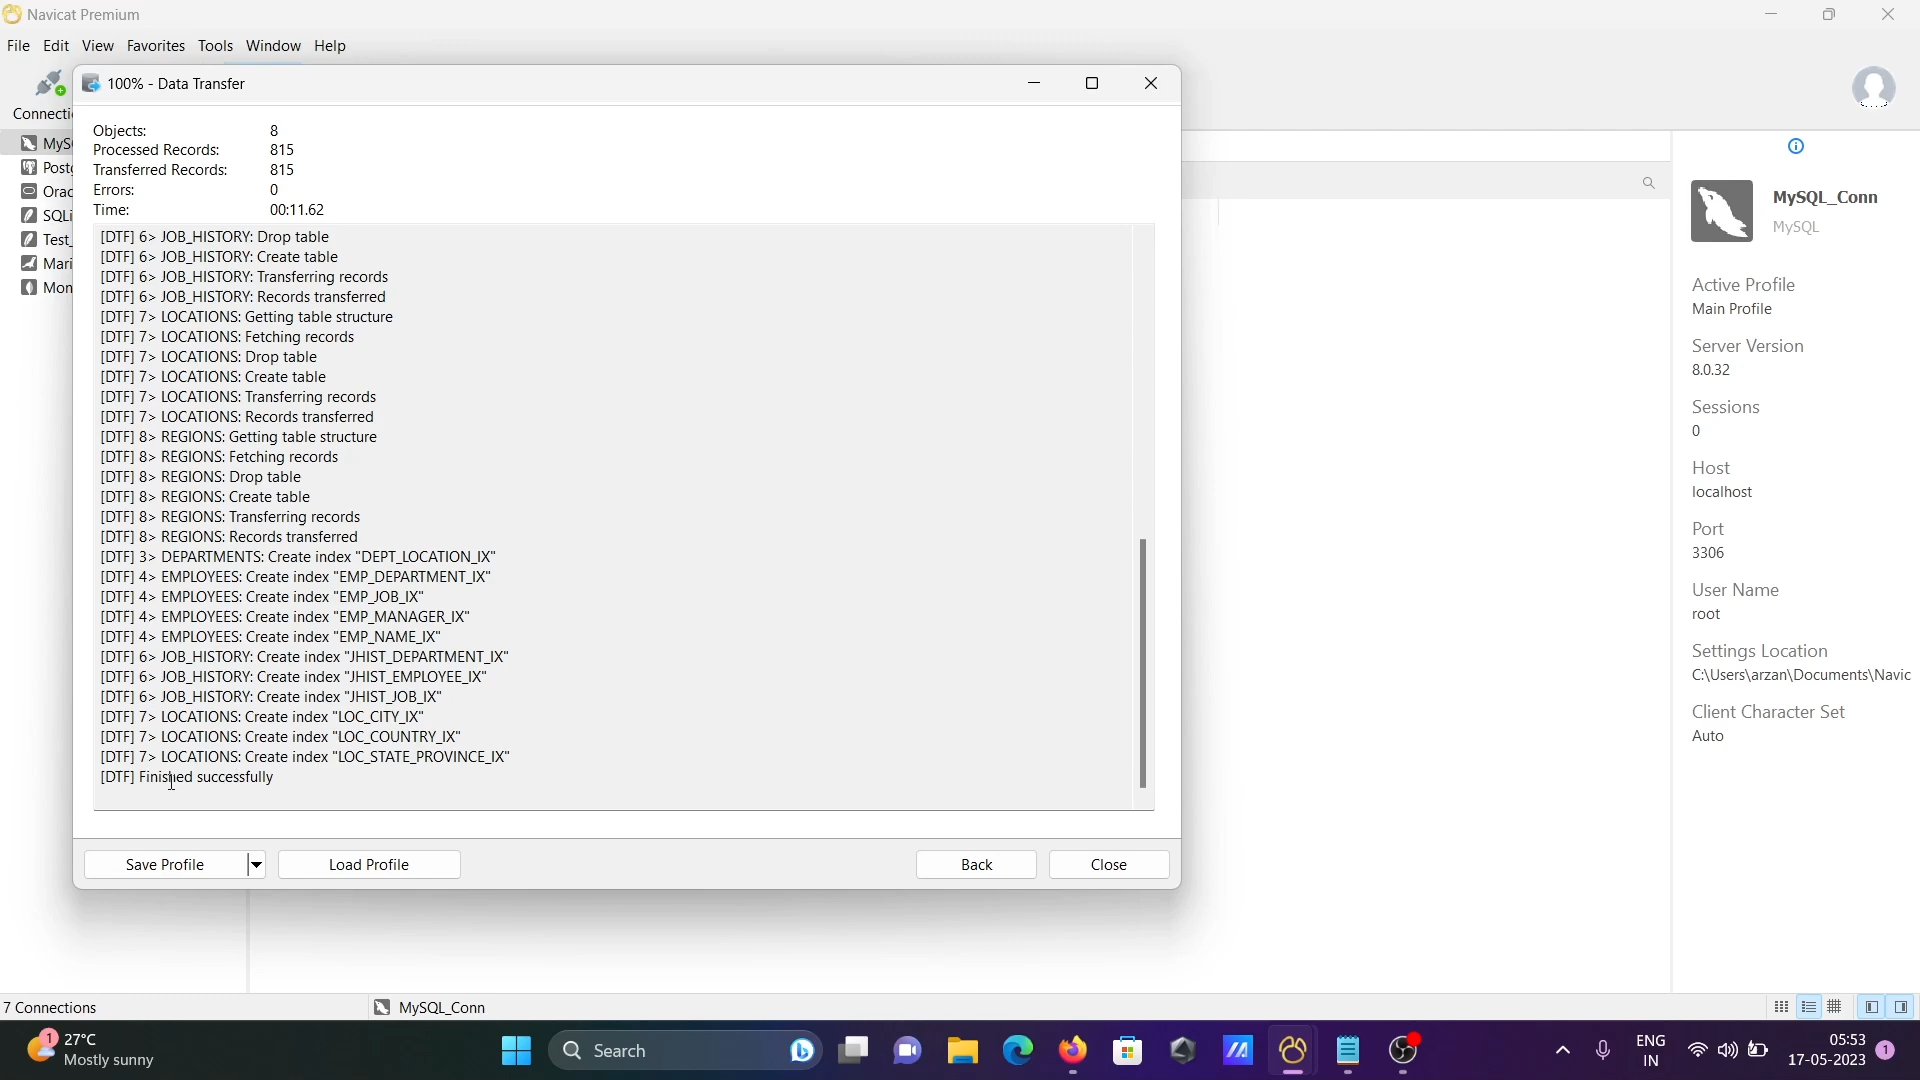 Navicat Premium
File Edit View Favorites Tools Window Help
100% - Data Transfer
Connecti
Objects: 8
Processed Records: 815
Transferred Records: 815
Errors: 0
Time: 00:11.62
MyS
Post
Orac
SQLi
Test_
Mari
Mon
[DTF] 6> JOB_HISTORY: Drop table
[DTF] 6> JOB_HISTORY: Create table
[DTF] 6> JOB_HISTORY: Transferring records
[DTF] 6> JOB_HISTORY: Records transferred
[DTF] 7> LOCATIONS: Getting table structure
[DTF] 7> LOCATIONS: Fetching records
[DTF] 7> LOCATIONS: Drop table
[DTF] 7> LOCATIONS: Create table
[DTF] 7> LOCATIONS: Transferring records
[DTF] 7> LOCATIONS: Records transferred
[DTF] 8> REGIONS: Getting table structure
[DTF] 8> REGIONS: Fetching records
[DTF] 8> REGIONS: Drop table
[DTF] 8> REGIONS: Create table
[DTF] 8> REGIONS: Transferring records
[DTF] 8> REGIONS: Records transferred
[DTF] 3> DEPARTMENTS: Create index "DEPT_LOCATION_IX"
[DTF] 4> EMPLOYEES: Create index "EMP_DEPARTMENT_IX"
[DTF] 4> EMPLOYEES: Create index "EMP_JOB_IX"
[DTF] 4> EMPLOYEES: Create index "EMP_MANAGER_IX"
[DTF] 4> EMPLOYEES: Create index "EMP_NAME_IX"
[DTF] 6> JOB_HISTORY: Create index "JHIST_DEPARTMENT_IX"
[DTF] 6> JOB_HISTORY: Create index "JHIST_EMPLOYEE_IX"
[DTF] 6> JOB_HISTORY: Create index "JHIST_JOB_IX"
[DTF] 7> LOCATIONS: Create index "LOC_CITY_IX"
[DTF] 7> LOCATIONS: Create index "LOC_COUNTRY_IX"
[DTF] 7> LOCATIONS: Create index "LOC_STATE_PROVINCE_IX"
[DTF] Finished successfully
Save Profile Load Profile Back Close
MySQL_Conn
MySQL
Active Profile
Main Profile
Server Version
8.0.32
Sessions
0
Host
localhost
Port
3306
User Name
root
Settings Location
C:\Users\arzan\Documents\Navic
Client Character Set
Auto
7 Connections MySQL_Conn
1
27°C
Mostly sunny
Search
ENG
IN
05:53
17-05-2023
1